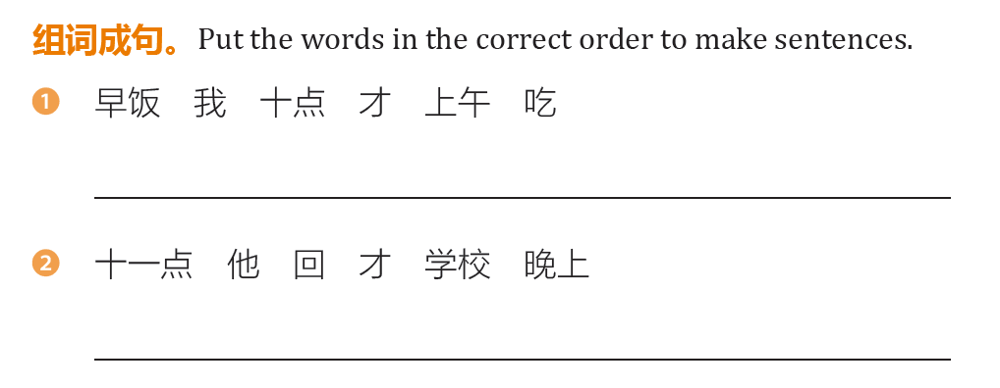 组词成句。Put the words in the correct order to make sentences.
1 早饭 我 十点 才 上午 吃
2 十一点 他 回 才 学校 晚上